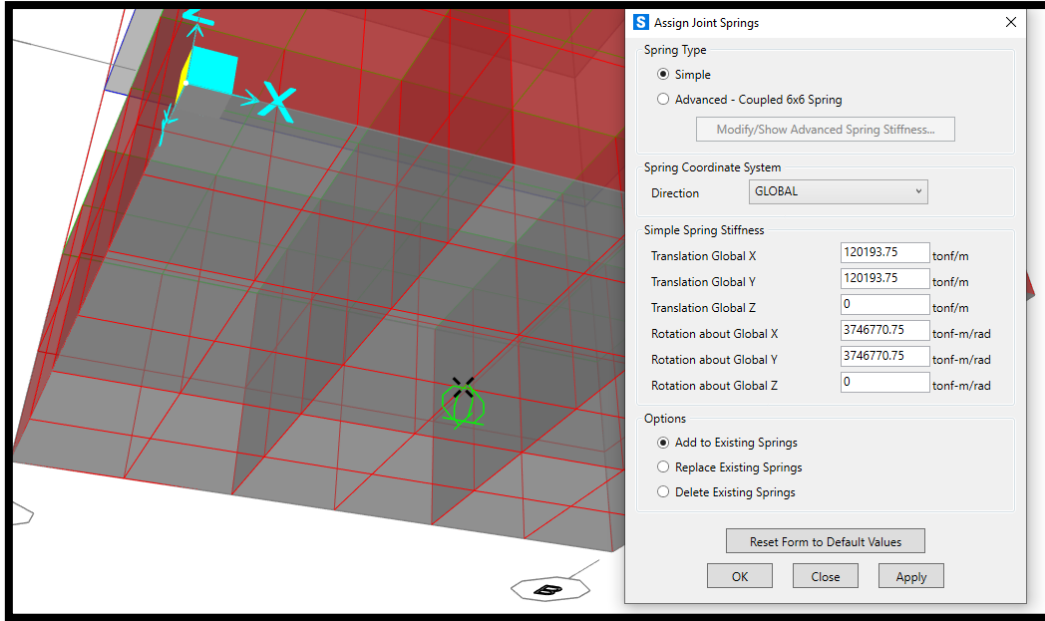 Z
X
Y
B
S Assign Joint Springs
Spring Type
Simple
Advanced - Coupled 6x6 Spring
Modify/Show Advanced Spring Stiffness...
Spring Coordinate System
Direction GLOBAL
Simple Spring Stiffness
Translation Global X 120193.75 tonf/m
Translation Global Y 120193.75 tonf/m
Translation Global Z 0 tonf/m
Rotation about Global X 3746770.75 tonf-m/rad
Rotation about Global Y 3746770.75 tonf-m/rad
Rotation about Global Z 0 tonf-m/rad
Options
Add to Existing Springs
Replace Existing Springs
Delete Existing Springs
Reset Form to Default Values
OK Close Apply